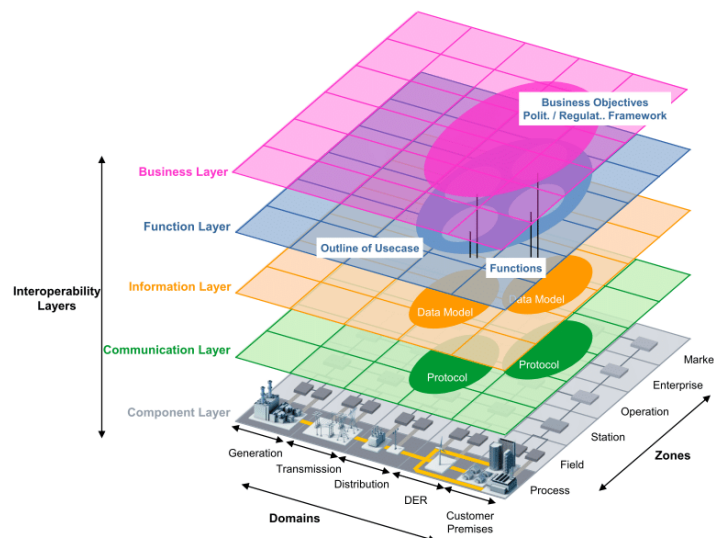 Business Objectives
Polit. / Regulat.. Framework
Business Layer
Function Layer
Outline of Usecase
Functions
Information Layer
Interoperability
Layers
Data Model
Data Model
Communication Layer
Protocol
Protocol
Component Layer
Marke
Enterprise
Operation
Station
Field
Process
Zones
Generation
Transmission
Distribution
DER
Customer
Premises
Domains